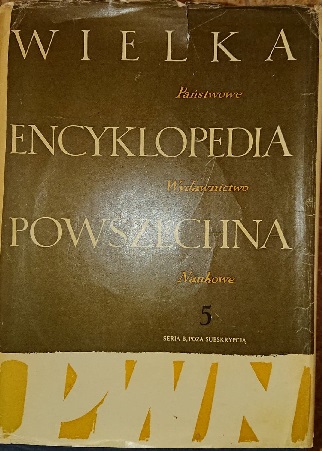 WIELKA
Państwowe
ENCYKLOPEDIA
Wydawnictwo
POWSZECHNA
Naukowe
5
SERIA B, POZA SUBSKRYPCJĄ
PWN